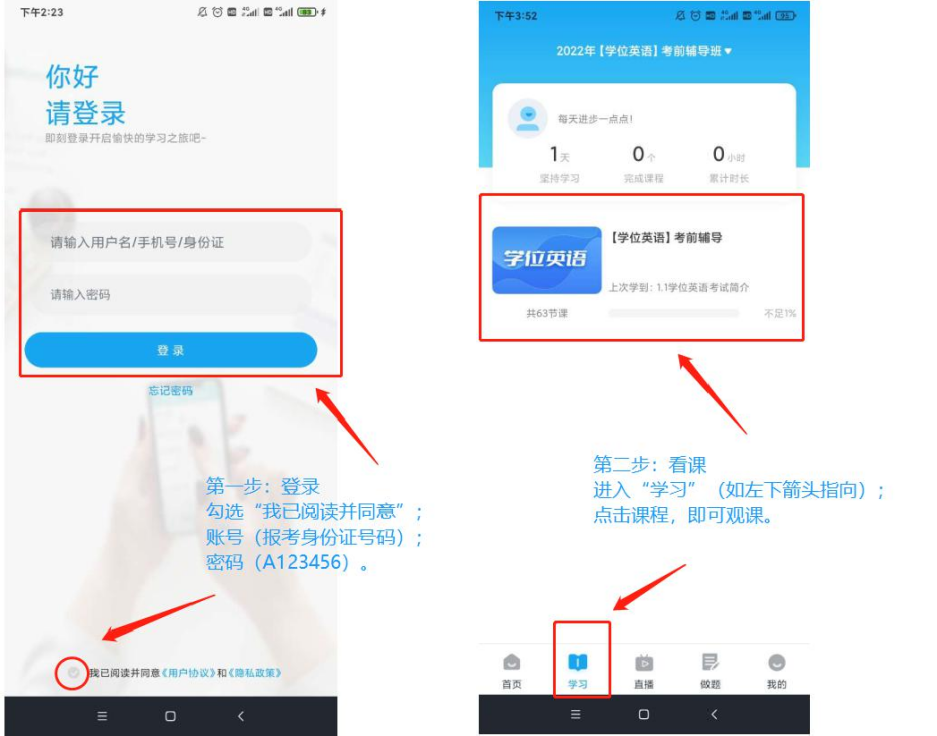 下午2:23
你好
请登录
即刻登录开启愉快的学习之旅吧~
请输入用户名/手机号/身份证
请输入密码
登录
忘记密码
第一步：登录
勾选“我已阅读并同意”；
账号（报考身份证号码）；
密码（A123456）。
我已阅读并同意《用户协议》和《隐私政策》
下午3:52
2022年【学位英语】考前辅导班
每天进步一点点！
1天 0个 0小时
坚持学习 完成课程 累计时长
学位英语
【学位英语】考前辅导
上次学到：1.1学位英语考试简介
共63节课 不足1%
第二步：看课
进入“学习”（如左下箭头指向）；
点击课程，即可观课。
首页 学习 直播 做题 我的